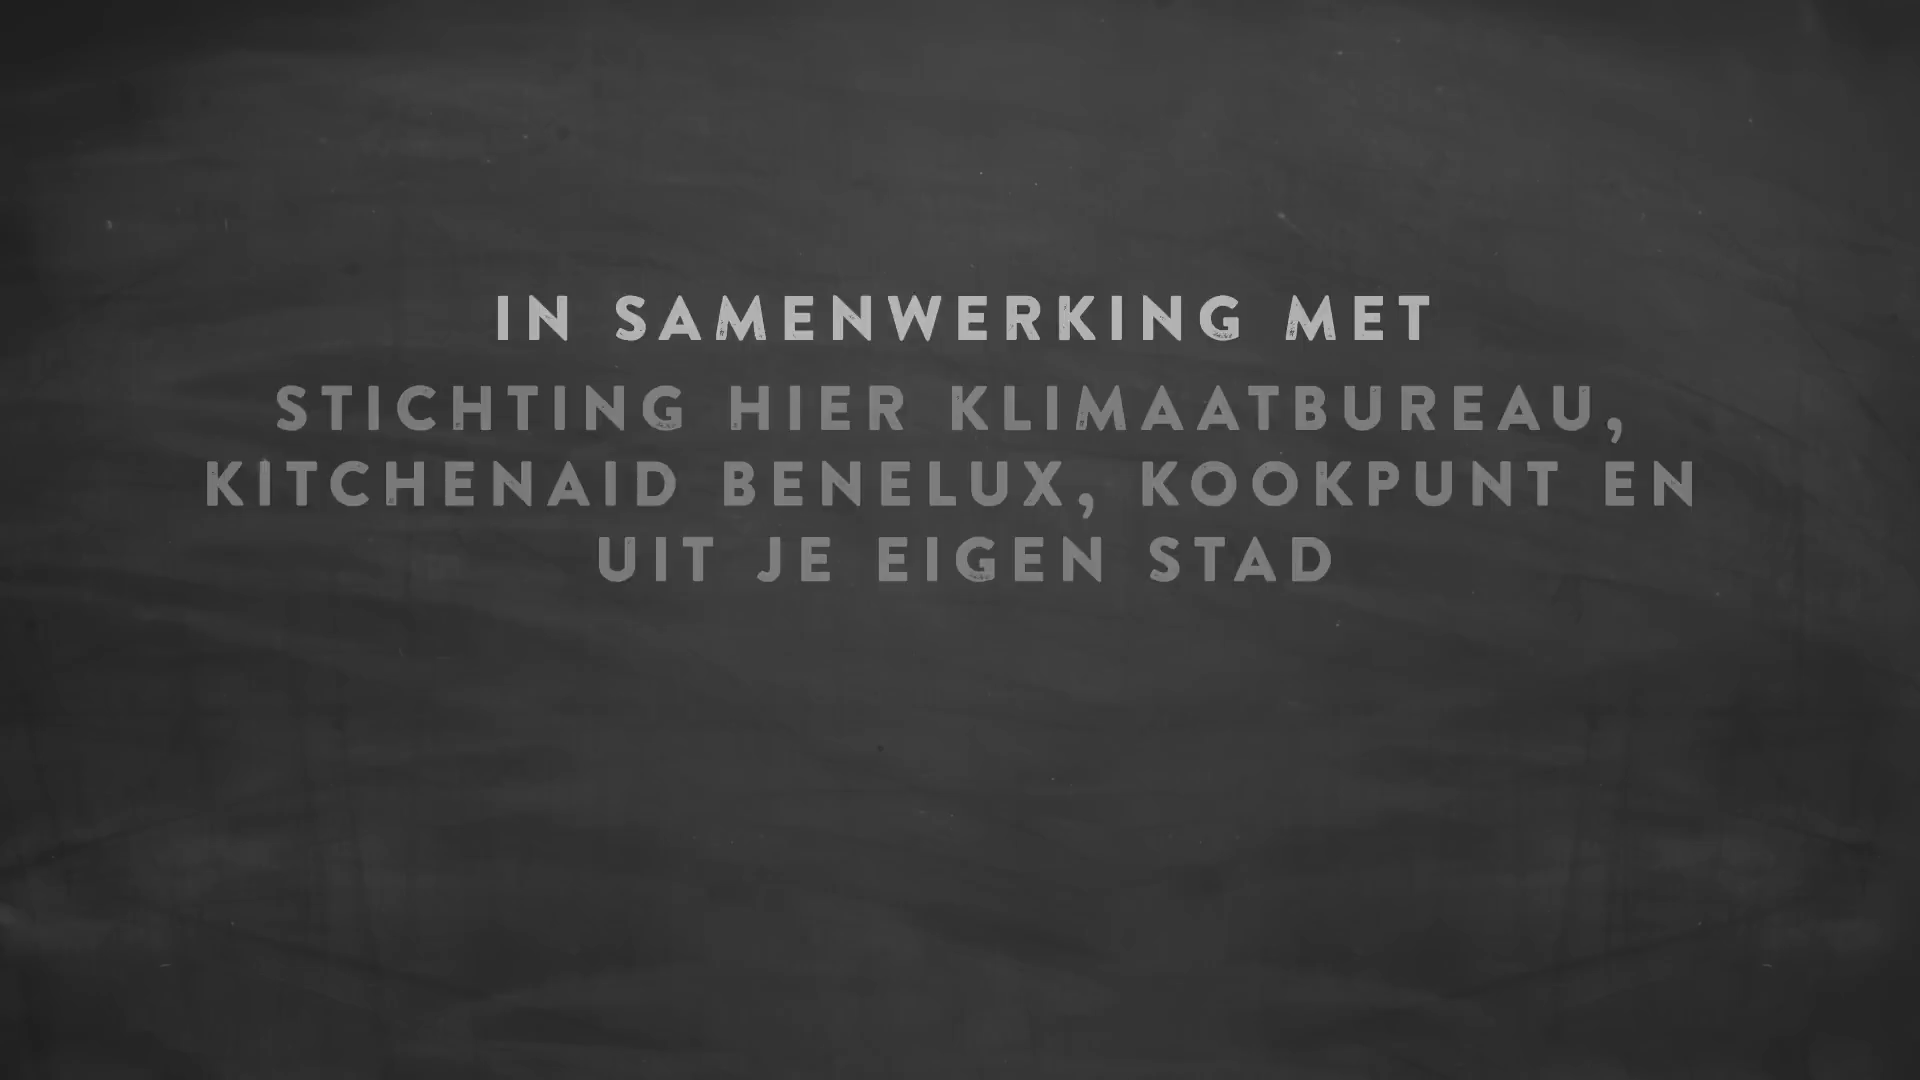 IN SAMENWERKING MET
STICHTING HIER KLIMAATBUREAU,
KITCHENAID BENELUX, KOOKPUNT EN
UIT JE EIGEN STAD